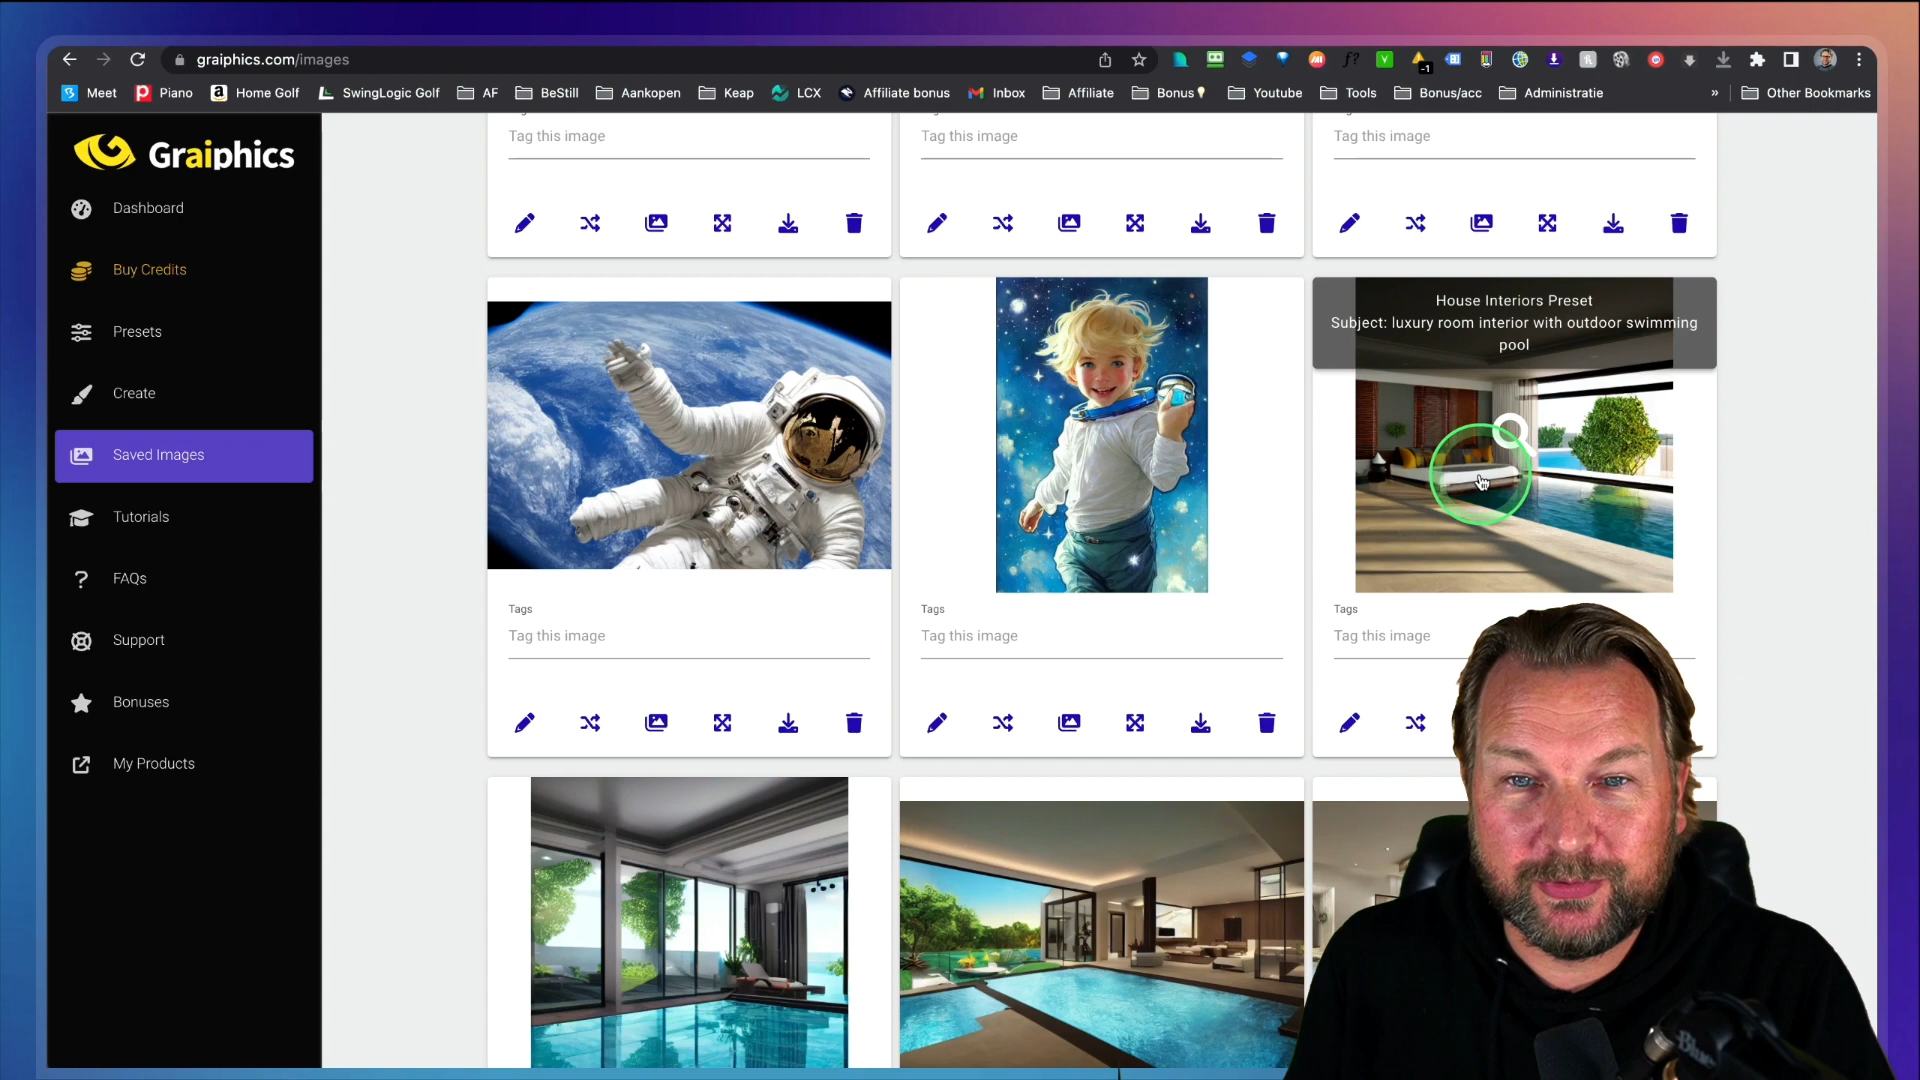 graiphics.com/images
Meet Piano Home Golf SwingLogic Golf AF BeStill Aankopen Keap LCX Affiliate bonus Inbox Affiliate Bonus Youtube Tools Bonus/acc Administratie » Other Bookmarks
Graiphics
Dashboard
Buy Credits
Presets
Create
Saved Images
Tutorials
FAQs
Support
Bonuses
My Products
Tag this image
Tag this image
Tag this image
House Interiors Preset
Subject: luxury room interior with outdoor swimming
pool
Tags
Tag this image
Tags
Tag this image
Tags
Tag this image